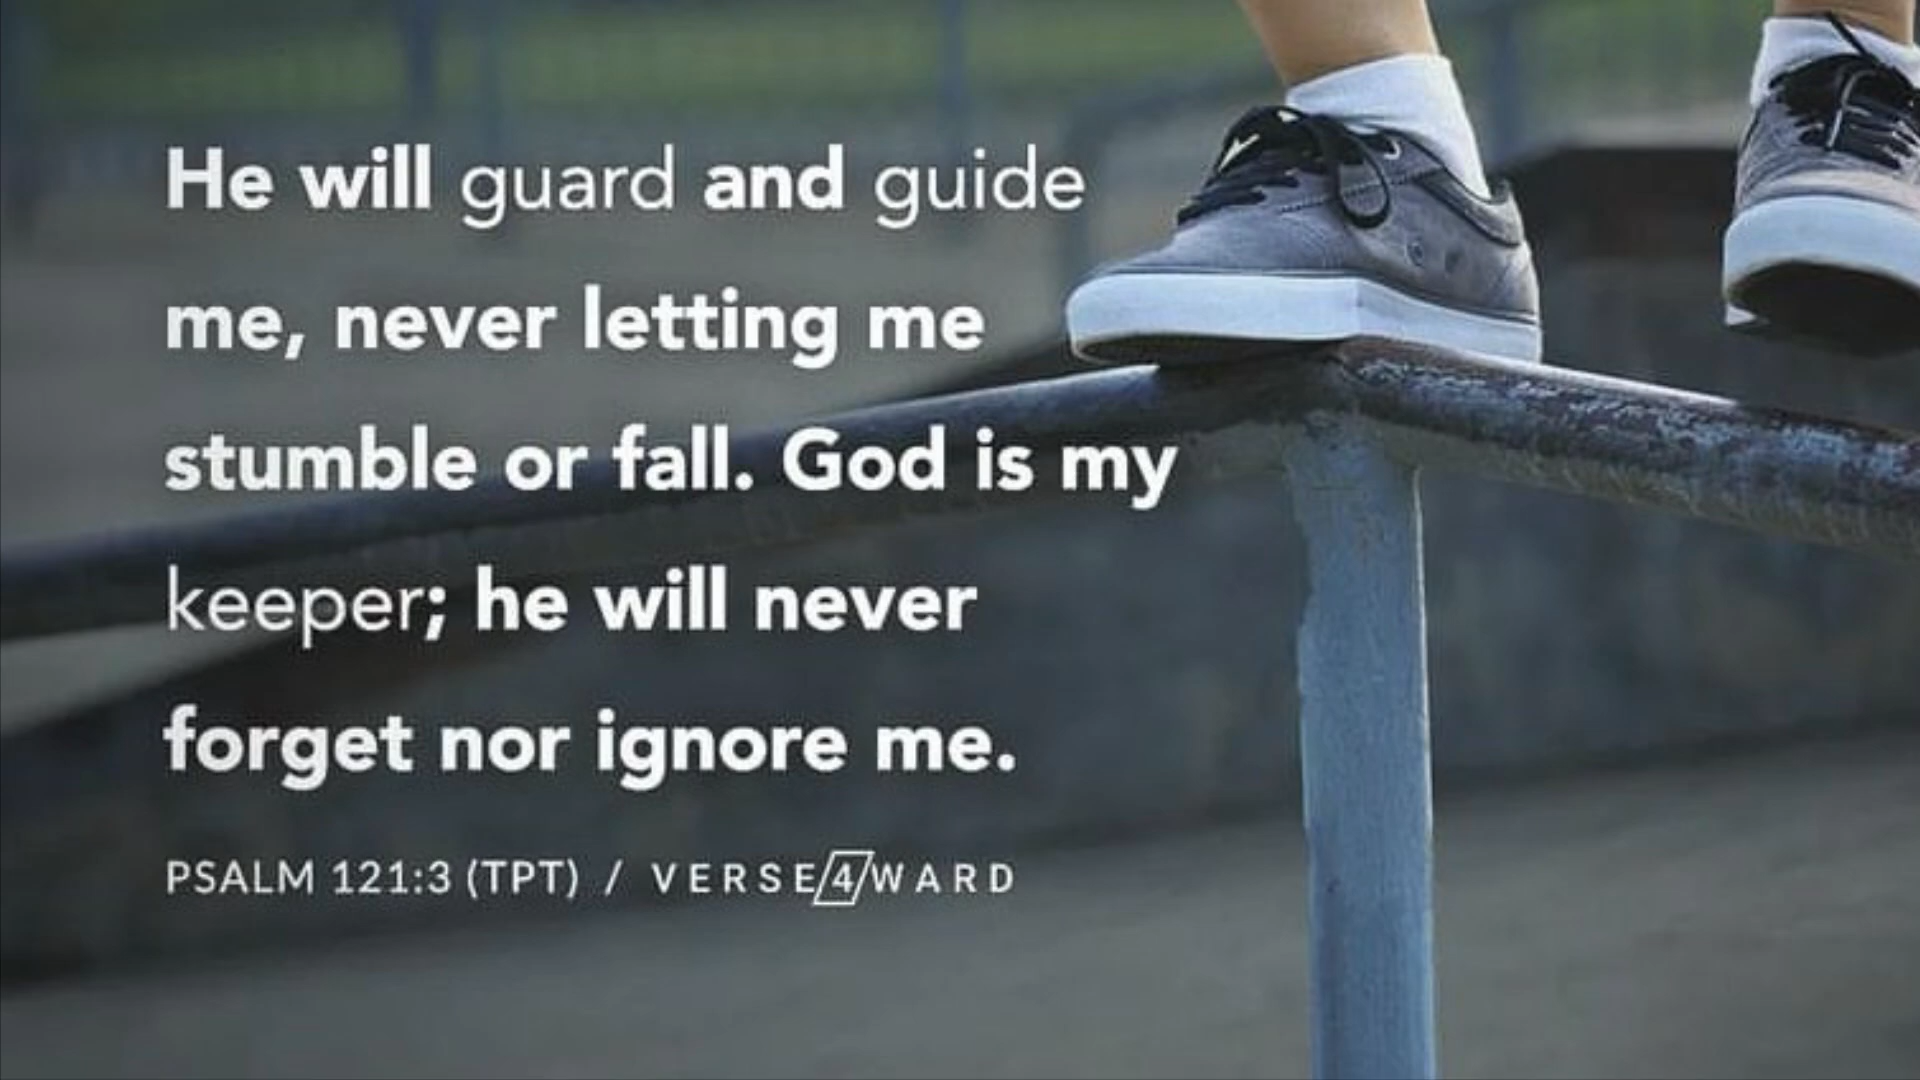 He will guard and guide
me, never letting me
stumble or fall. God is my
keeper; he will never
forget nor ignore me.
PSALM 121:3 (TPT) / VERSE4WARD